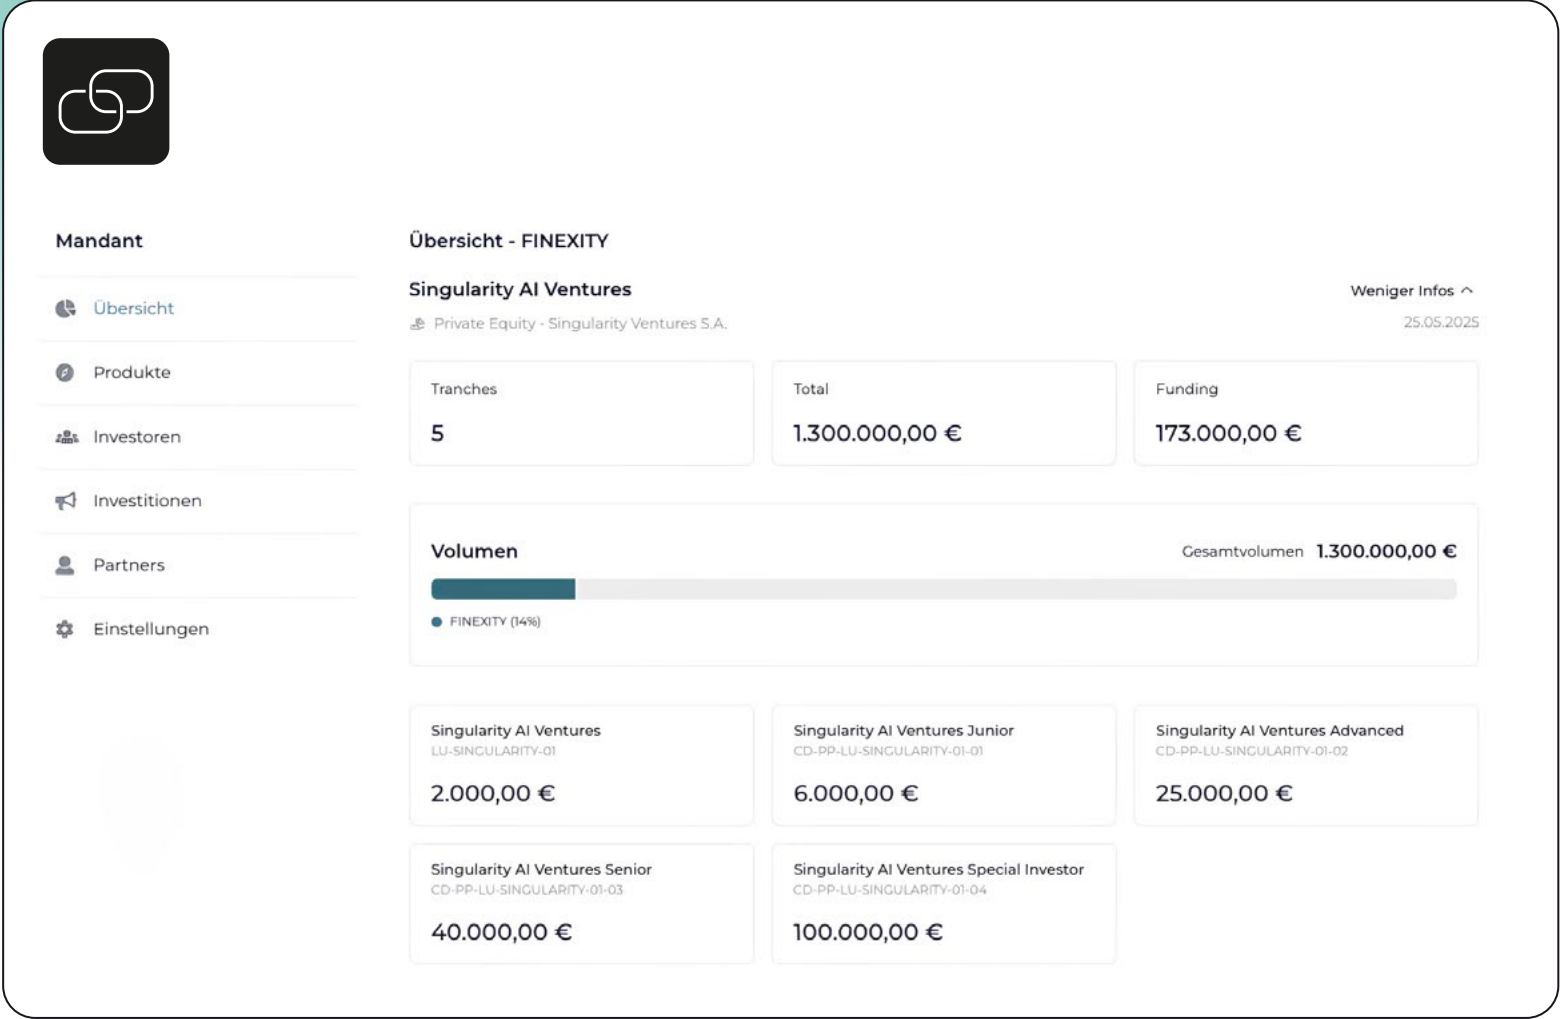 Mandant
Übersicht
Produkte
Investoren
Investitionen
Partners
Einstellungen
Übersicht - FINEXITY
Singularity AI Ventures
Weniger Infos
Private Equity - Singularity Ventures S.A.
25.05.2025
Tranches
5
Total
1.300.000,00 €
Funding
173.000,00 €
Volumen
Gesamtvolumen 1.300.000,00 €
FINEXITY (14%)
Singularity AI Ventures
LU-SINGULARITY-01
2.000,00 €
Singularity AI Ventures Junior
CD-PP-LU-SINGULARITY-01-01
6.000,00 €
Singularity AI Ventures Advanced
CD-PP-LU-SINGULARITY-01-02
25.000,00 €
Singularity AI Ventures Senior
CD-PP-LU-SINGULARITY-01-03
40.000,00 €
Singularity AI Ventures Special Investor
CD-PP-LU-SINGULARITY-01-04
100.000,00 €